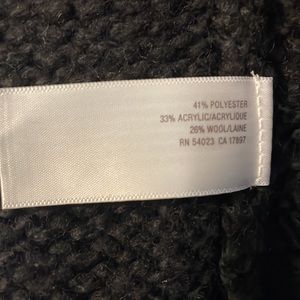 41% POLYESTER
33% ACRYLIC/ACRYLIQUE
26% WOOL/LAINE
RN 54023 CA 17897